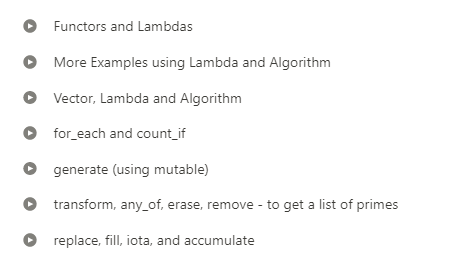 Functors and Lambdas
More Examples using Lambda and Algorithm
Vector, Lambda and Algorithm
for_each and count_if
generate (using mutable)
transform, any_of, erase, remove - to get a list of primes
replace, fill, iota, and accumulate